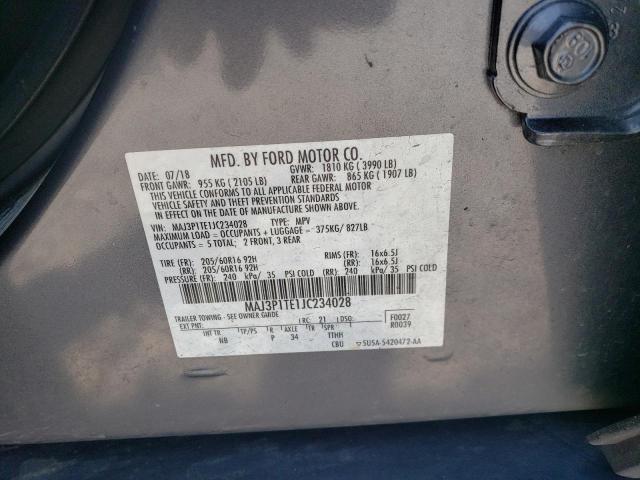 MFD. BY FORD MOTOR CO.
DATE: 07/18 GVWR: 1810 KG ( 3990 LB)
FRONT GAWR: 955 KG ( 2105 LB) REAR GAWR: 865 KG ( 1907 LB)
THIS VEHICLE CONFORMS TO ALL APPLICABLE FEDERAL MOTOR
VEHICLE SAFETY AND THEFT PREVENTION STANDARDS
IN EFFECT ON THE DATE OF MANUFACTURE SHOWN ABOVE.
VIN: MAJ3P1TE1JC234028 TYPE: MPV
MAXIMUM LOAD = OCCUPANTS + LUGGAGE = 375KG/ 827LB
OCCUPANTS = 5 TOTAL; 2 FRONT, 3 REAR
TIRE (FR): 205/60R16 92H RIMS (FR): 16x6.5J
(RR): 205/60R16 92H (RR): 16x6.5J
PRESSURE (FR): 240 kPa/ 35 PSI COLD (RR): 240 kPa/ 35 PSI COLD
MAJ3P1TE1JC234028
TRAILER TOWING - SEE OWNER GUIDE
RC: 21 DSO: F0027
INT TR TP/PS R AXLE TR SPR R0039
NB P 34 TTHH
CBU 5U5A-5420472-AA